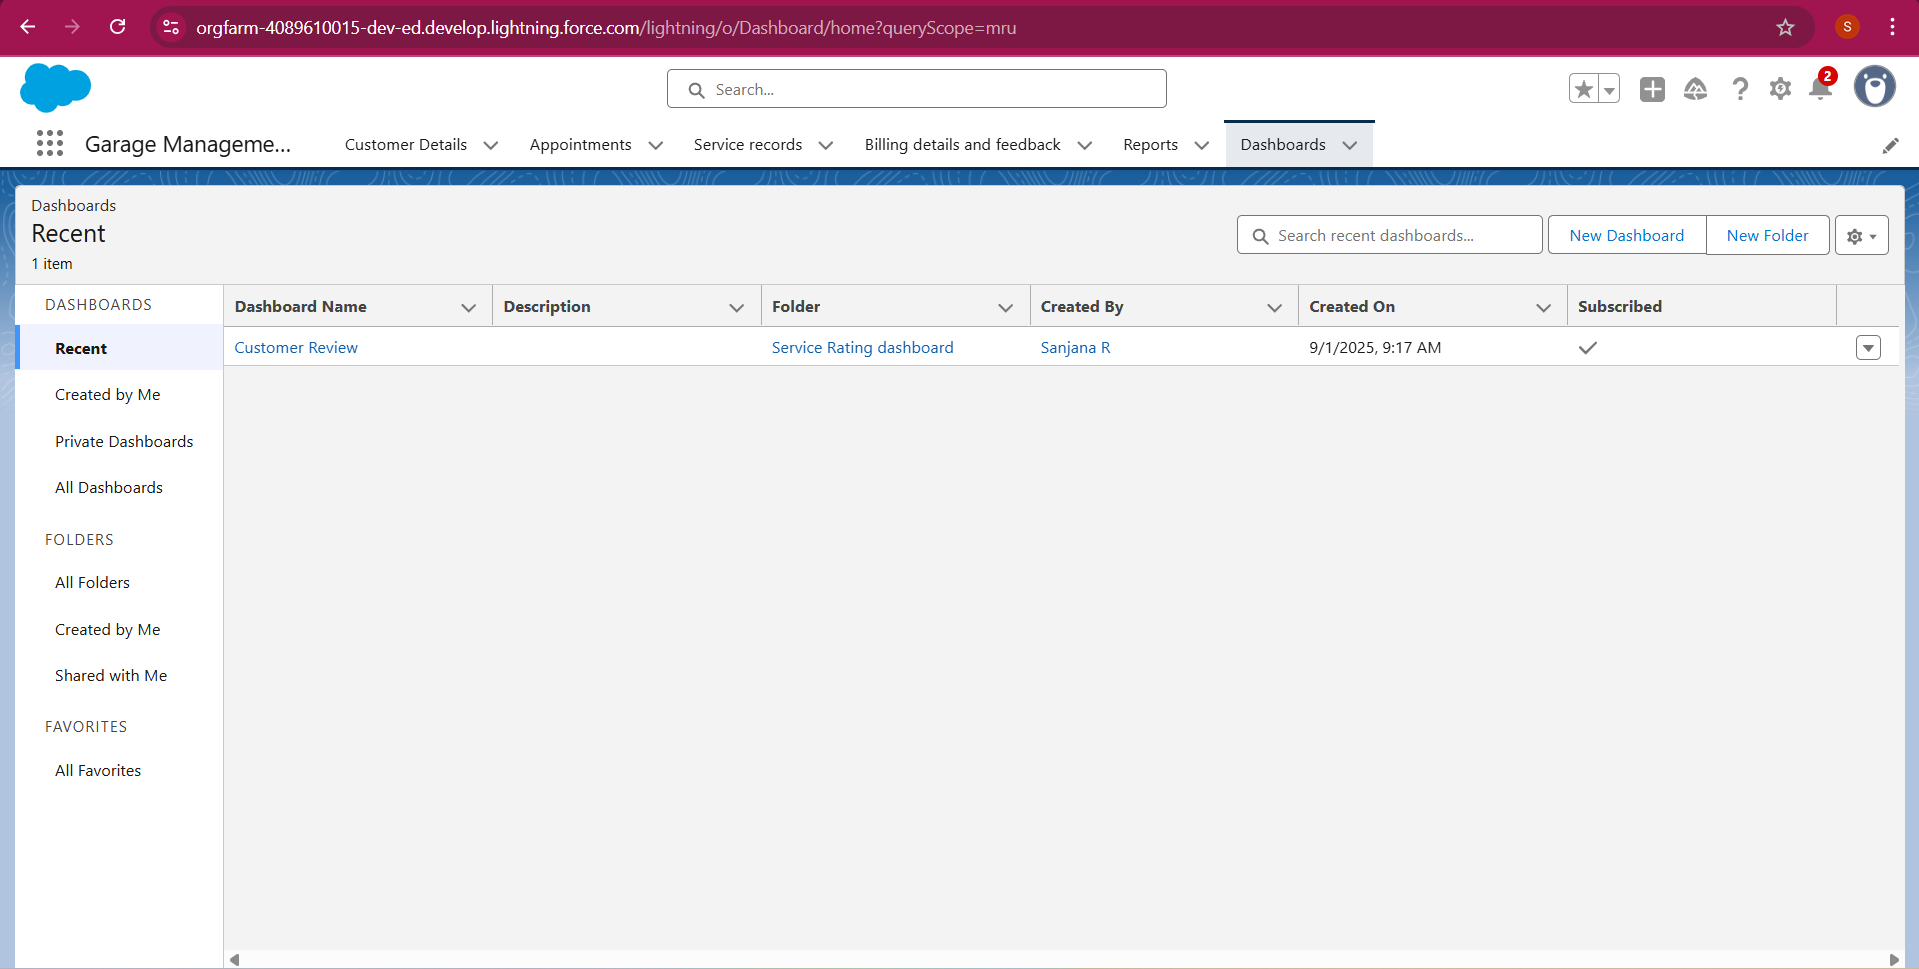 orgfarm-4089610015-dev-ed.develop.lightning.force.com/lightning/o/Dashboard/home?queryScope=mru
S
Search...
2
Garage Manageme...
Customer Details
Appointments
Service records
Billing details and feedback
Reports
Dashboards
Dashboards
Recent
1 item
Search recent dashboards...
New Dashboard
New Folder
DASHBOARDS
Recent
Created by Me
Private Dashboards
All Dashboards
FOLDERS
All Folders
Created by Me
Shared with Me
FAVORITES
All Favorites
Dashboard Name Description Folder Created By Created On Subscribed
Customer Review Service Rating dashboard Sanjana R 9/1/2025, 9:17 AM